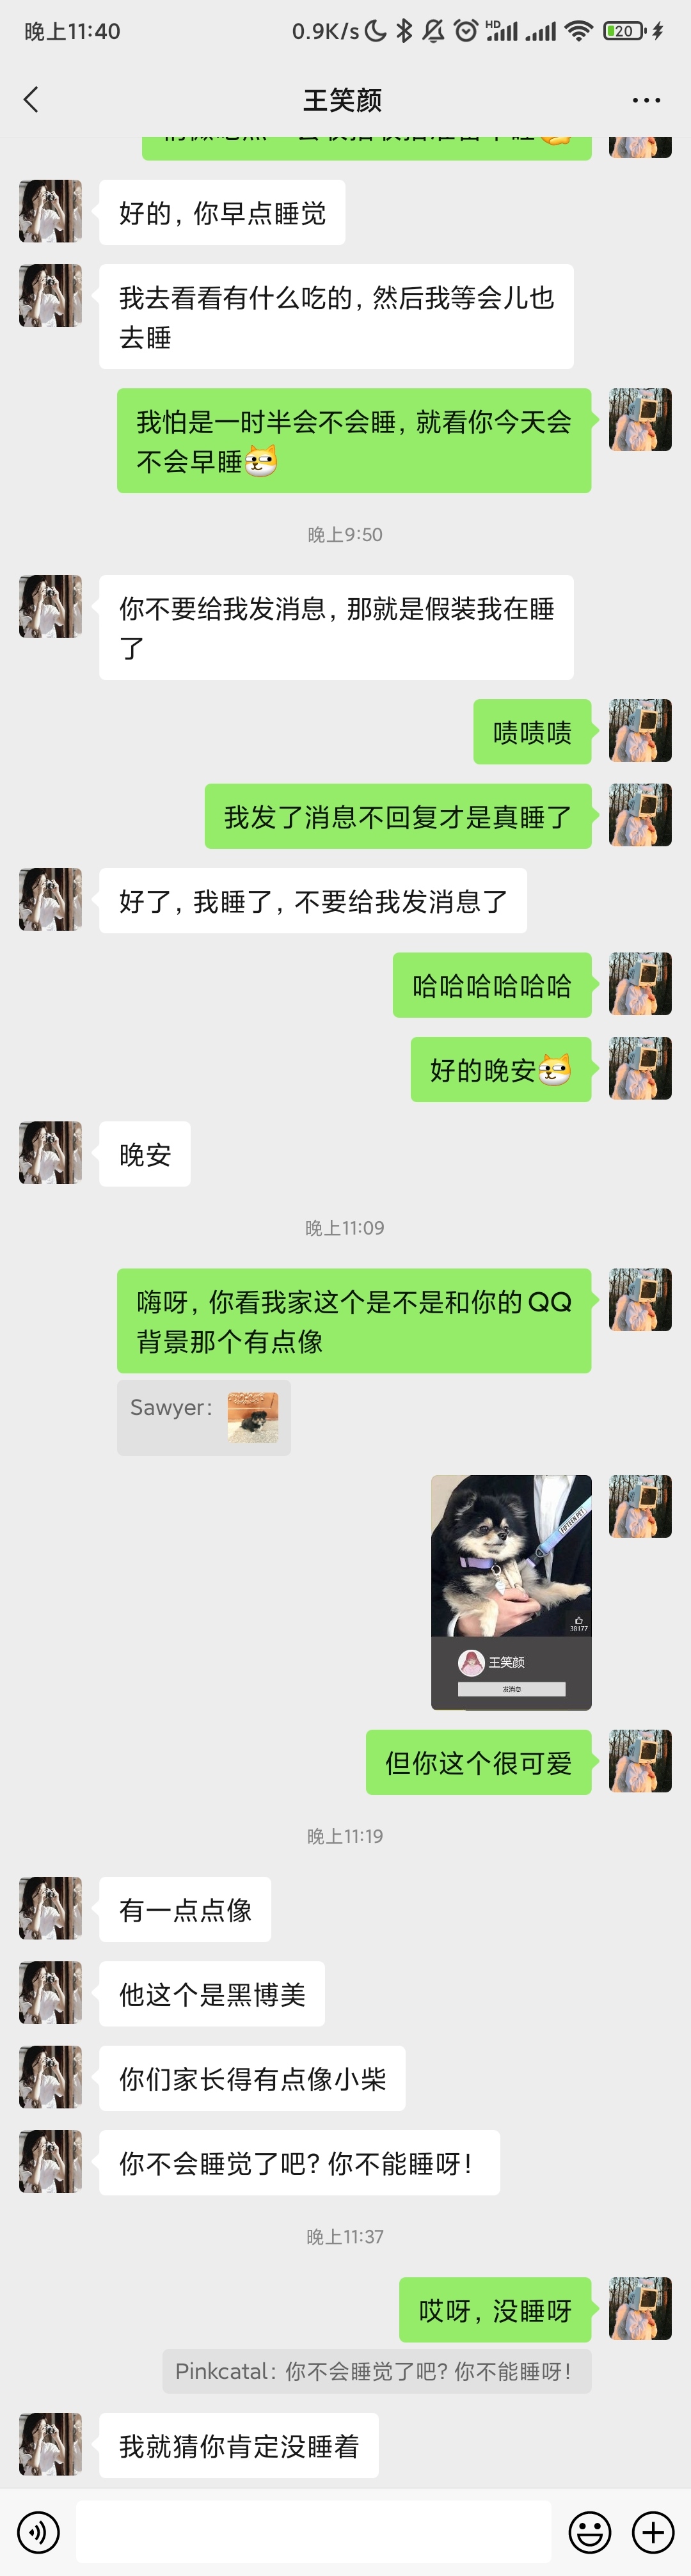 晚上11:40
0.9K/s
HD
20
王笑颜
好的，你早点睡觉
我去看看有什么吃的，然后我等会儿也
去睡
我怕是一时半会不会睡，就看你今天会
不会早睡
晚上9:50
你不要给我发消息，那就是假装我在睡
了
啧啧啧
我发了消息不回复才是真睡了
好了，我睡了，不要给我发消息了
哈哈哈哈哈哈
好的晚安
晚安
晚上11:09
嗨呀，你看我家这个是不是和你的QQ
背景那个有点像
Sawyer：
FIFTEEN PET
38177
王笑颜
发消息
但你这个很可爱
晚上11:19
有一点点像
他这个是黑博美
你们家长得有点像小柴
你不会睡觉了吧？你不能睡呀！
晚上11:37
哎呀，没睡呀
Pinkcatal：你不会睡觉了吧？你不能睡呀！
我就猜你肯定没睡着